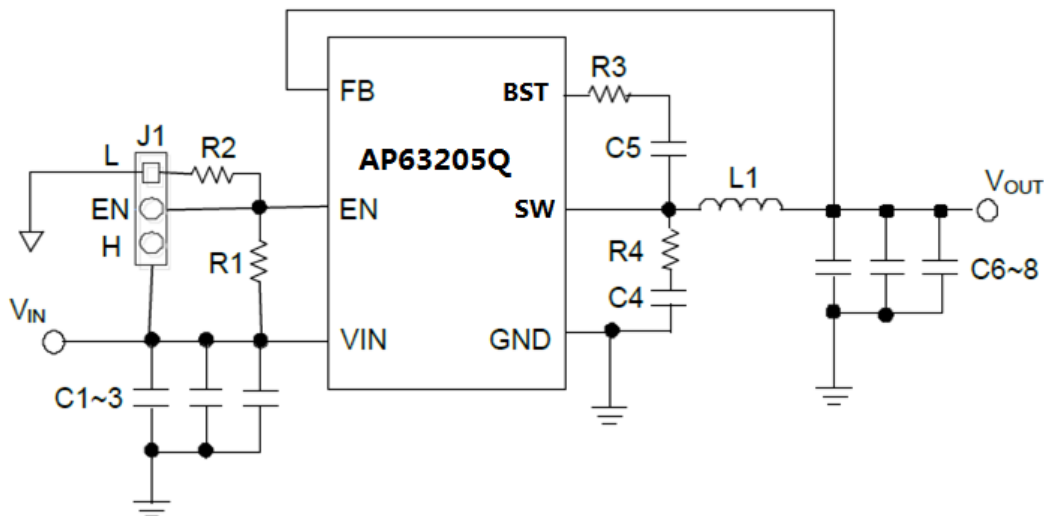 FB
BST
R3
AP63205Q
C5
J1
L
R2
EN
EN
H
R1
SW
L1
VOUT
R4
C4
C6~8
VIN
VIN
GND
C1~3